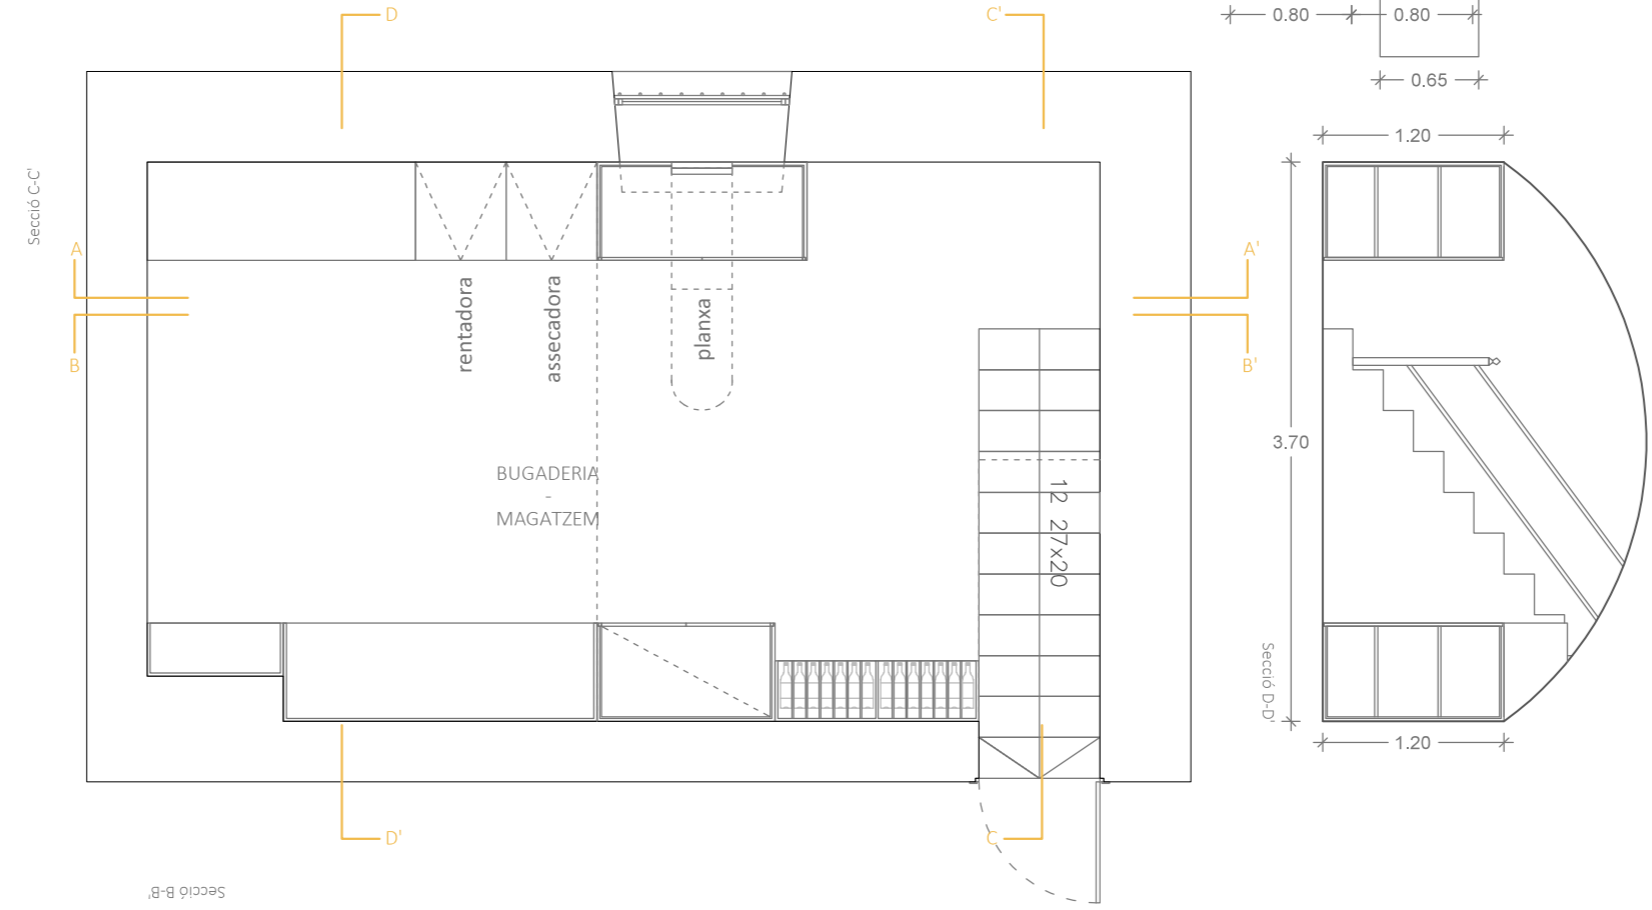 D
C'
0.80
0.80
0.65
1.20
Secció C-C'
A
A'
B
B'
rentadora
assecadora
planxa
3.70
BUGADERIA
-
MAGATZEM
12 27x20
Secció D-D'
1.20
D'
C
Secció B-B'